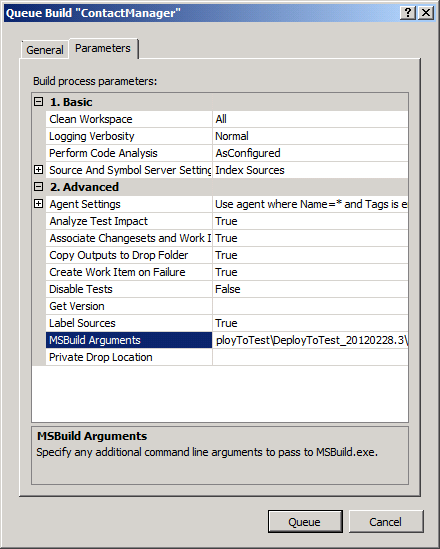 Queue Build "ContactManager"
General Parameters
Build process parameters:
1. Basic
Clean Workspace All
Logging Verbosity Normal
Perform Code Analysis AsConfigured
Source And Symbol Server Setting Index Sources
2. Advanced
Agent Settings Use agent where Name=* and Tags is e
Analyze Test Impact True
Associate Changesets and Work I True
Copy Outputs to Drop Folder True
Create Work Item on Failure True
Disable Tests False
Get Version
Label Sources True
MSBuild Arguments ployToTest\DeployToTest_20120228.3\
Private Drop Location
MSBuild Arguments
Specify any additional command line arguments to pass to MSBuild.exe.
Queue Cancel